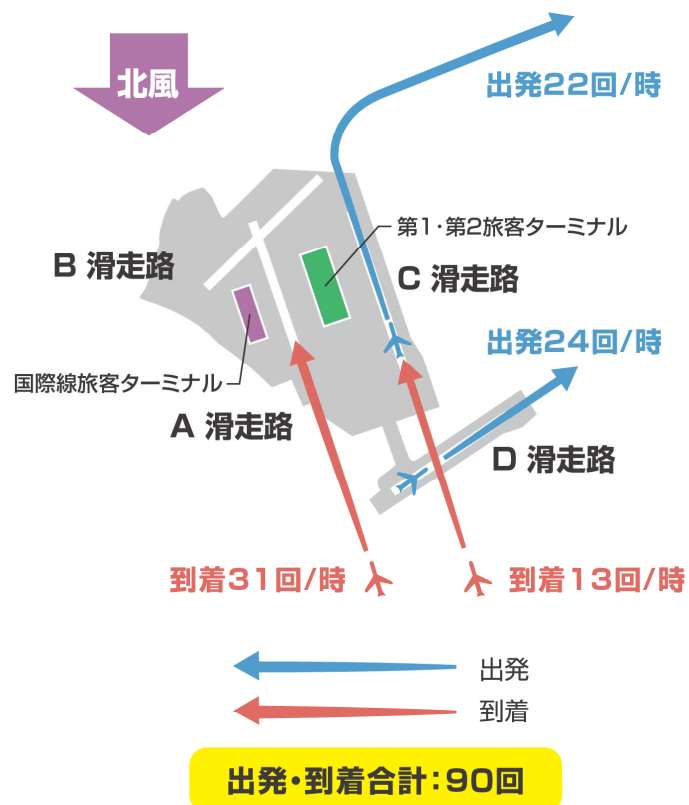 北風
出発22回/時
第1・第2旅客ターミナル
B 滑走路
C 滑走路
出発24回/時
国際線旅客ターミナル
A 滑走路
D 滑走路
到着31回/時
到着13回/時
出発
到着
出発・到着合計:90回